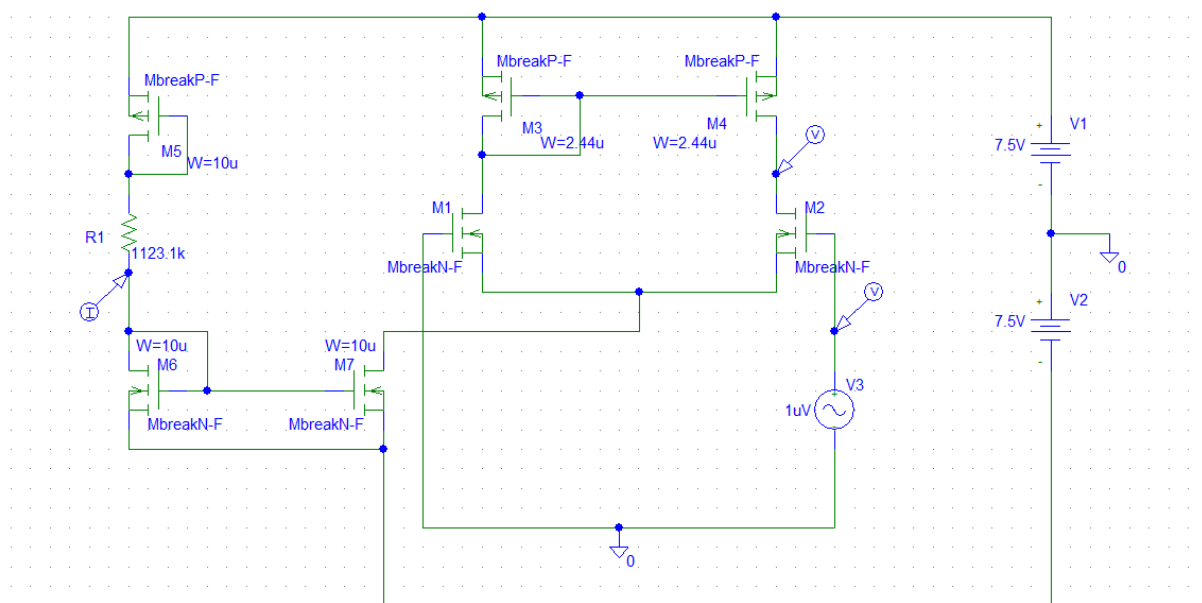 MbreakP-F
MbreakP-F
MbreakP-F
M3
W=2.44u
W=2.44u
M4
V
+
V1
7.5V
-
M5
W=10u
M1
M2
R1
1123.1k
MbreakN-F
MbreakN-F
0
I
V
+
V2
7.5V
-
W=10u
M6
W=10u
M7
+
V3
1uV
-
MbreakN-F
MbreakN-F
0